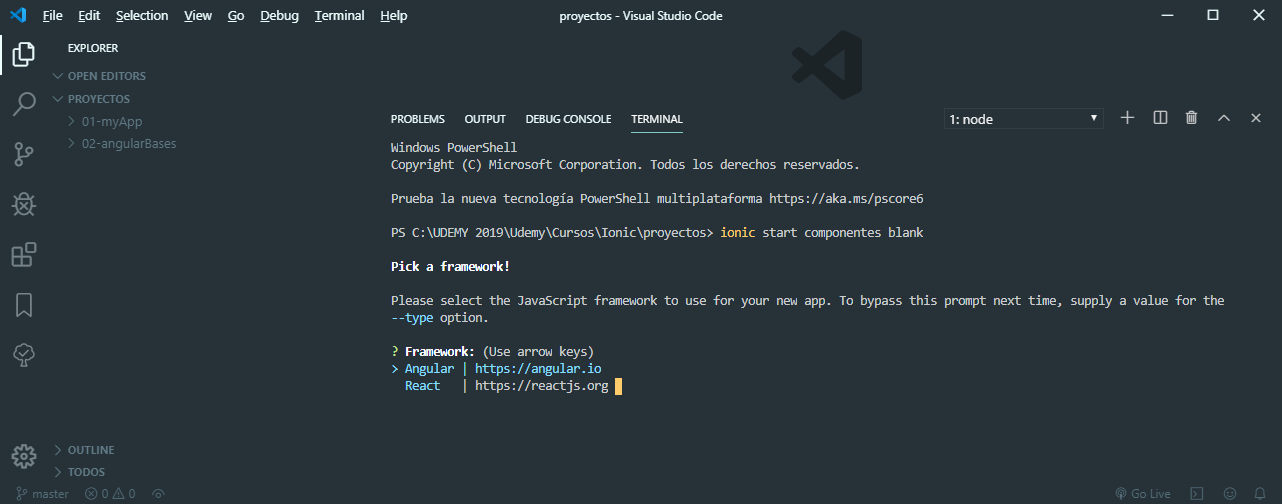 File Edit Selection View Go Debug Terminal Help proyectos - Visual Studio Code
EXPLORER
OPEN EDITORS
PROYECTOS
01-myApp
02-angularBases
OUTLINE
TODOS
PROBLEMS OUTPUT DEBUG CONSOLE TERMINAL 1: node
Windows PowerShell
Copyright (C) Microsoft Corporation. Todos los derechos reservados.
Prueba la nueva tecnología PowerShell multiplataforma https://aka.ms/pscore6
PS C:\UDEMY 2019\Udemy\Cursos\Ionic\proyectos> ionic start componentes blank
Pick a framework!
Please select the JavaScript framework to use for your new app. To bypass this prompt next time, supply a value for the
--type option.
? Framework: (Use arrow keys)
> Angular | https://angular.io
React | https://reactjs.org
master 0 0 Go Live